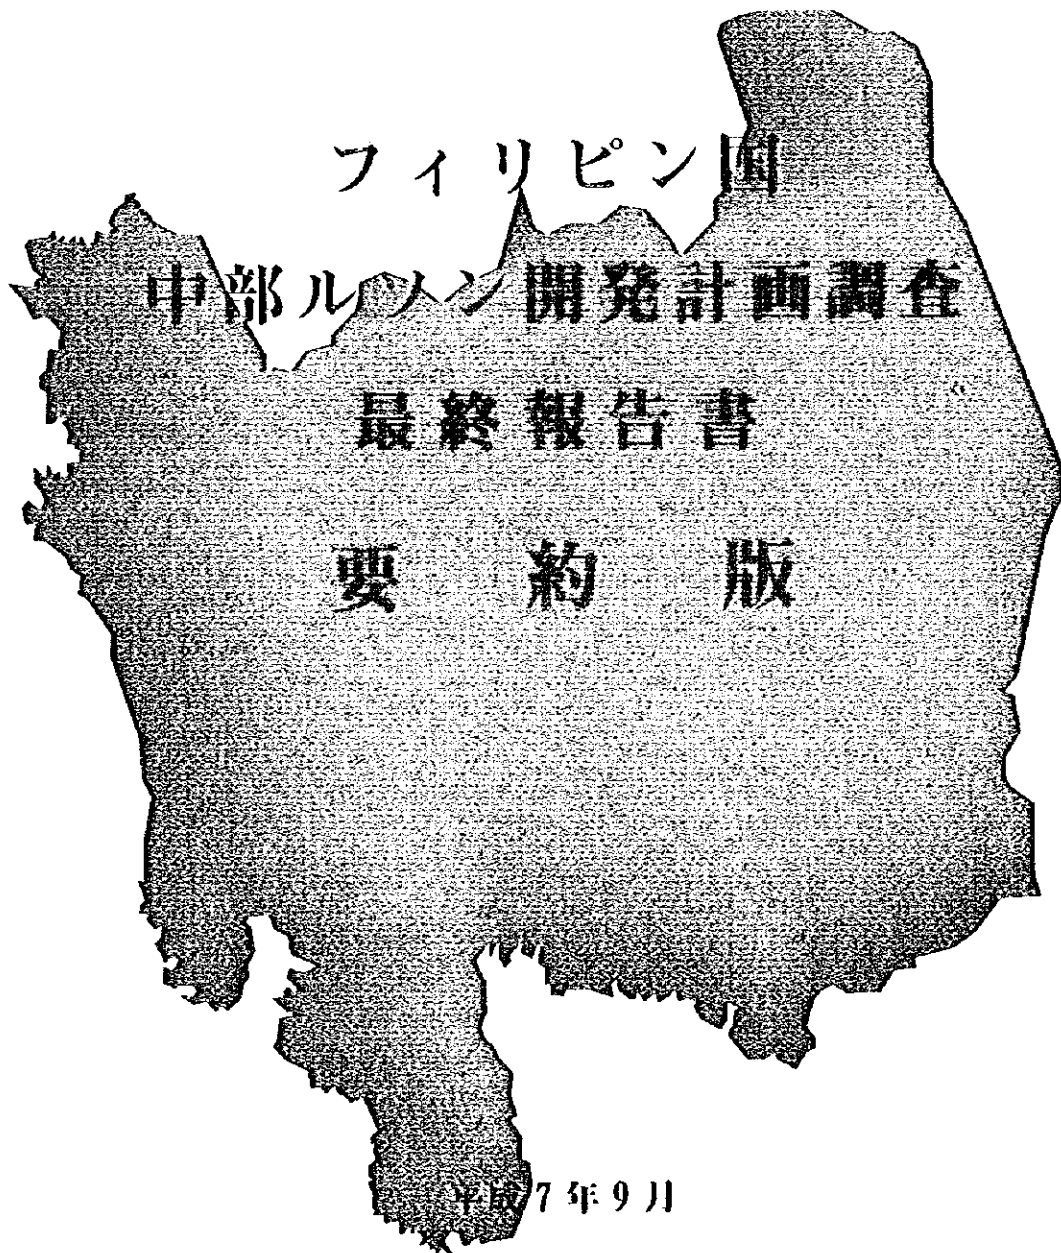 フィリピン国
中部ルソン開発計画調査
最終報告書
要約版
平成7年9月